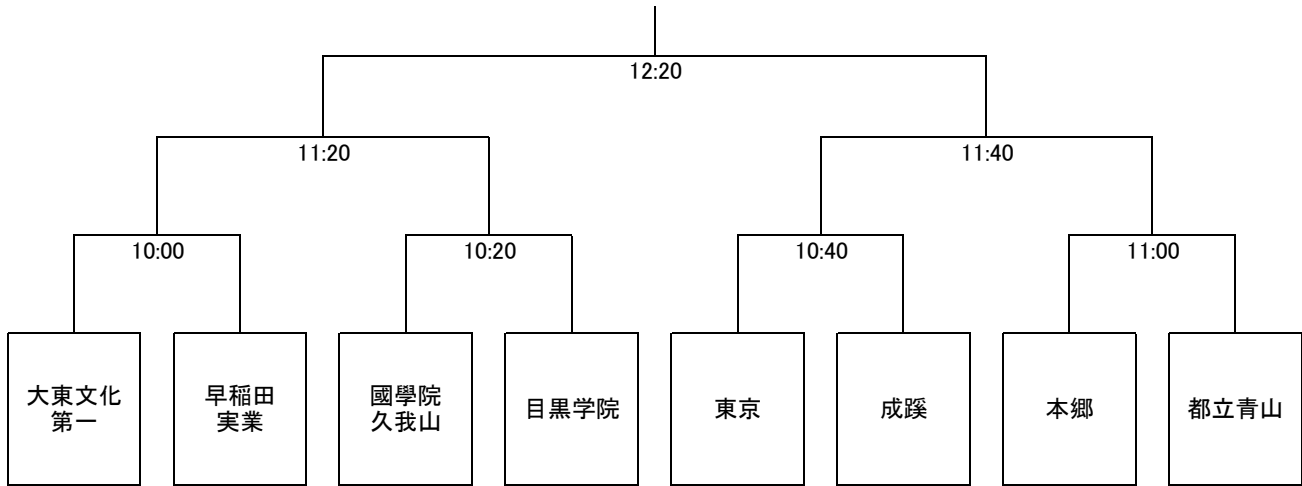 12:20
11:20
11:40
10:00
10:20
10:40
11:00
大東文化
第一
早稲田
実業
國學院
久我山
目黒学院
東京
成蹊
本郷
都立青山